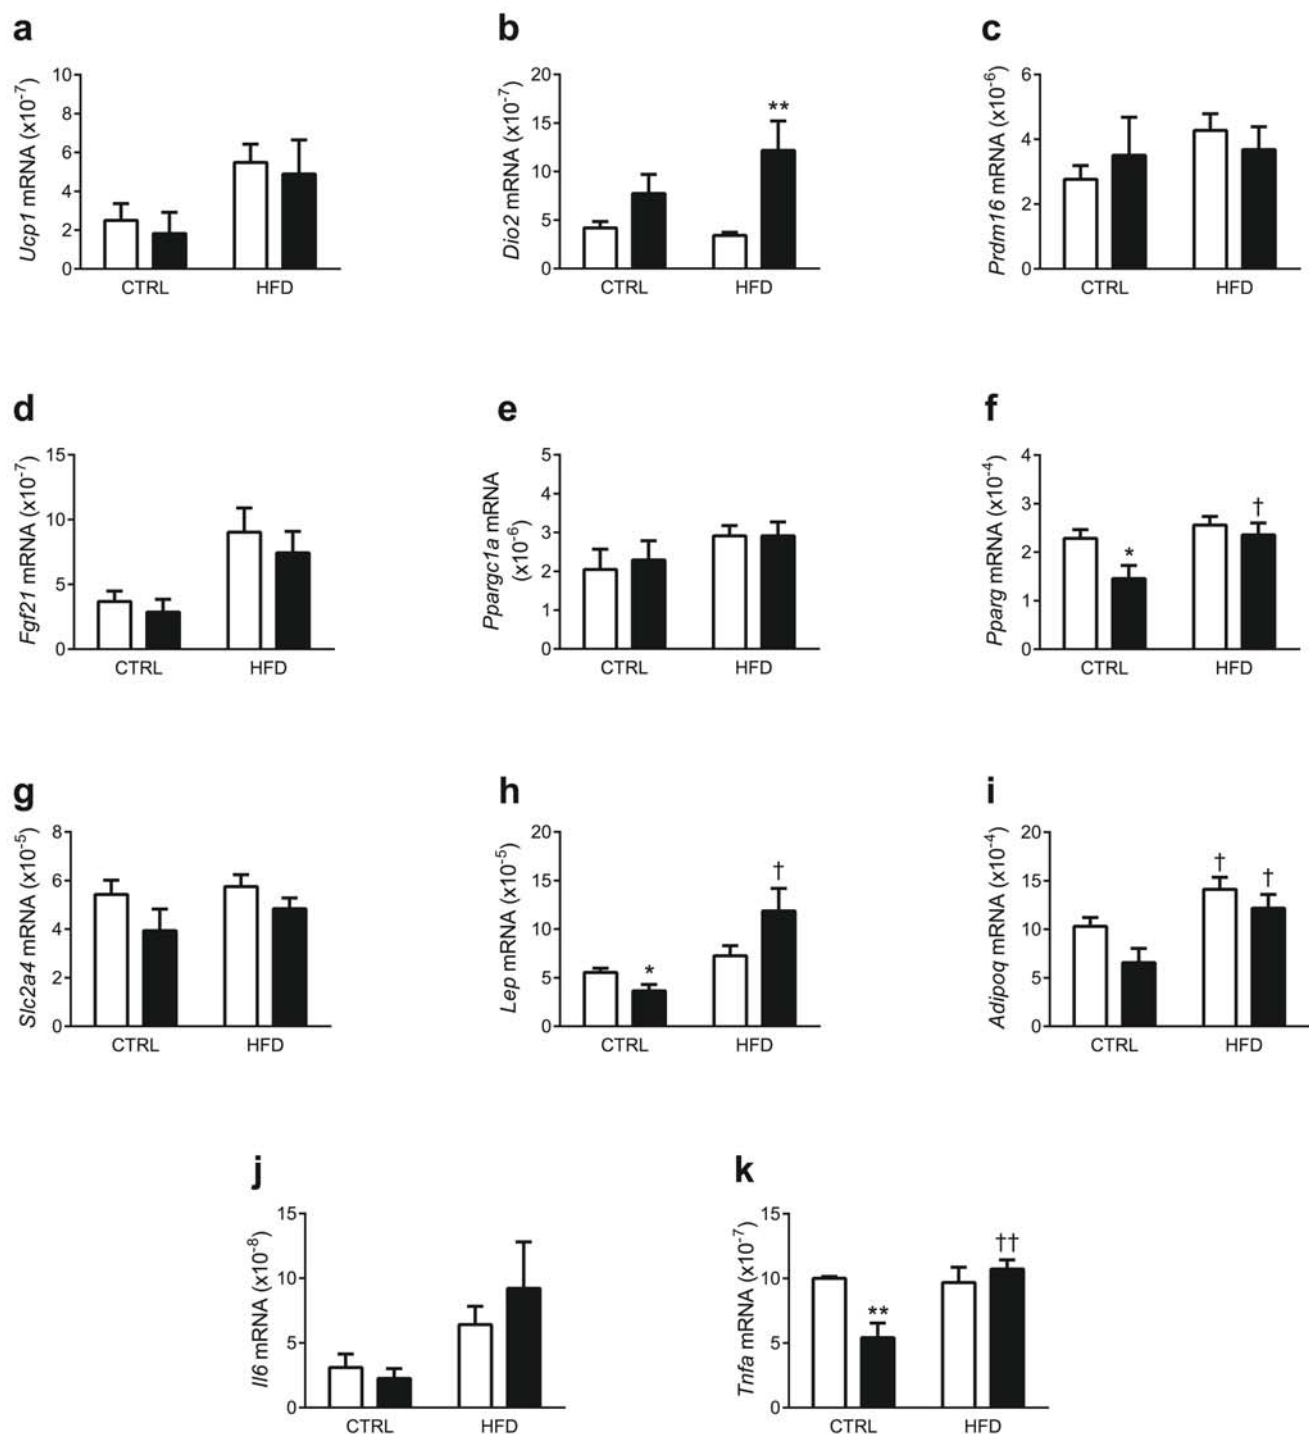 a
b
c
Ucp1 mRNA (x10⁻⁷)
10
8
6
4
2
0
CTRL
HFD
Dio2 mRNA (x10⁻⁷)
20
15
10
5
0
**
CTRL
HFD
Prdm16 mRNA (x10⁻⁶)
6
4
2
0
CTRL
HFD
d
e
f
Fgf21 mRNA (x10⁻⁷)
15
10
5
0
CTRL
HFD
Ppargc1a mRNA
(x10⁻⁶)
5
4
3
2
1
0
CTRL
HFD
Pparg mRNA (x10⁻⁴)
4
3
2
1
0
*
†
CTRL
HFD
g
h
i
Slc2a4 mRNA (x10⁻⁵)
8
6
4
2
0
CTRL
HFD
Lep mRNA (x10⁻⁵)
20
15
10
5
0
*
†
CTRL
HFD
Adipoq mRNA (x10⁻⁴)
20
15
10
5
0
†
†
CTRL
HFD
j
k
Il6 mRNA (x10⁻⁸)
15
10
5
0
CTRL
HFD
Tnfa mRNA (x10⁻⁷)
15
10
5
0
**
††
CTRL
HFD